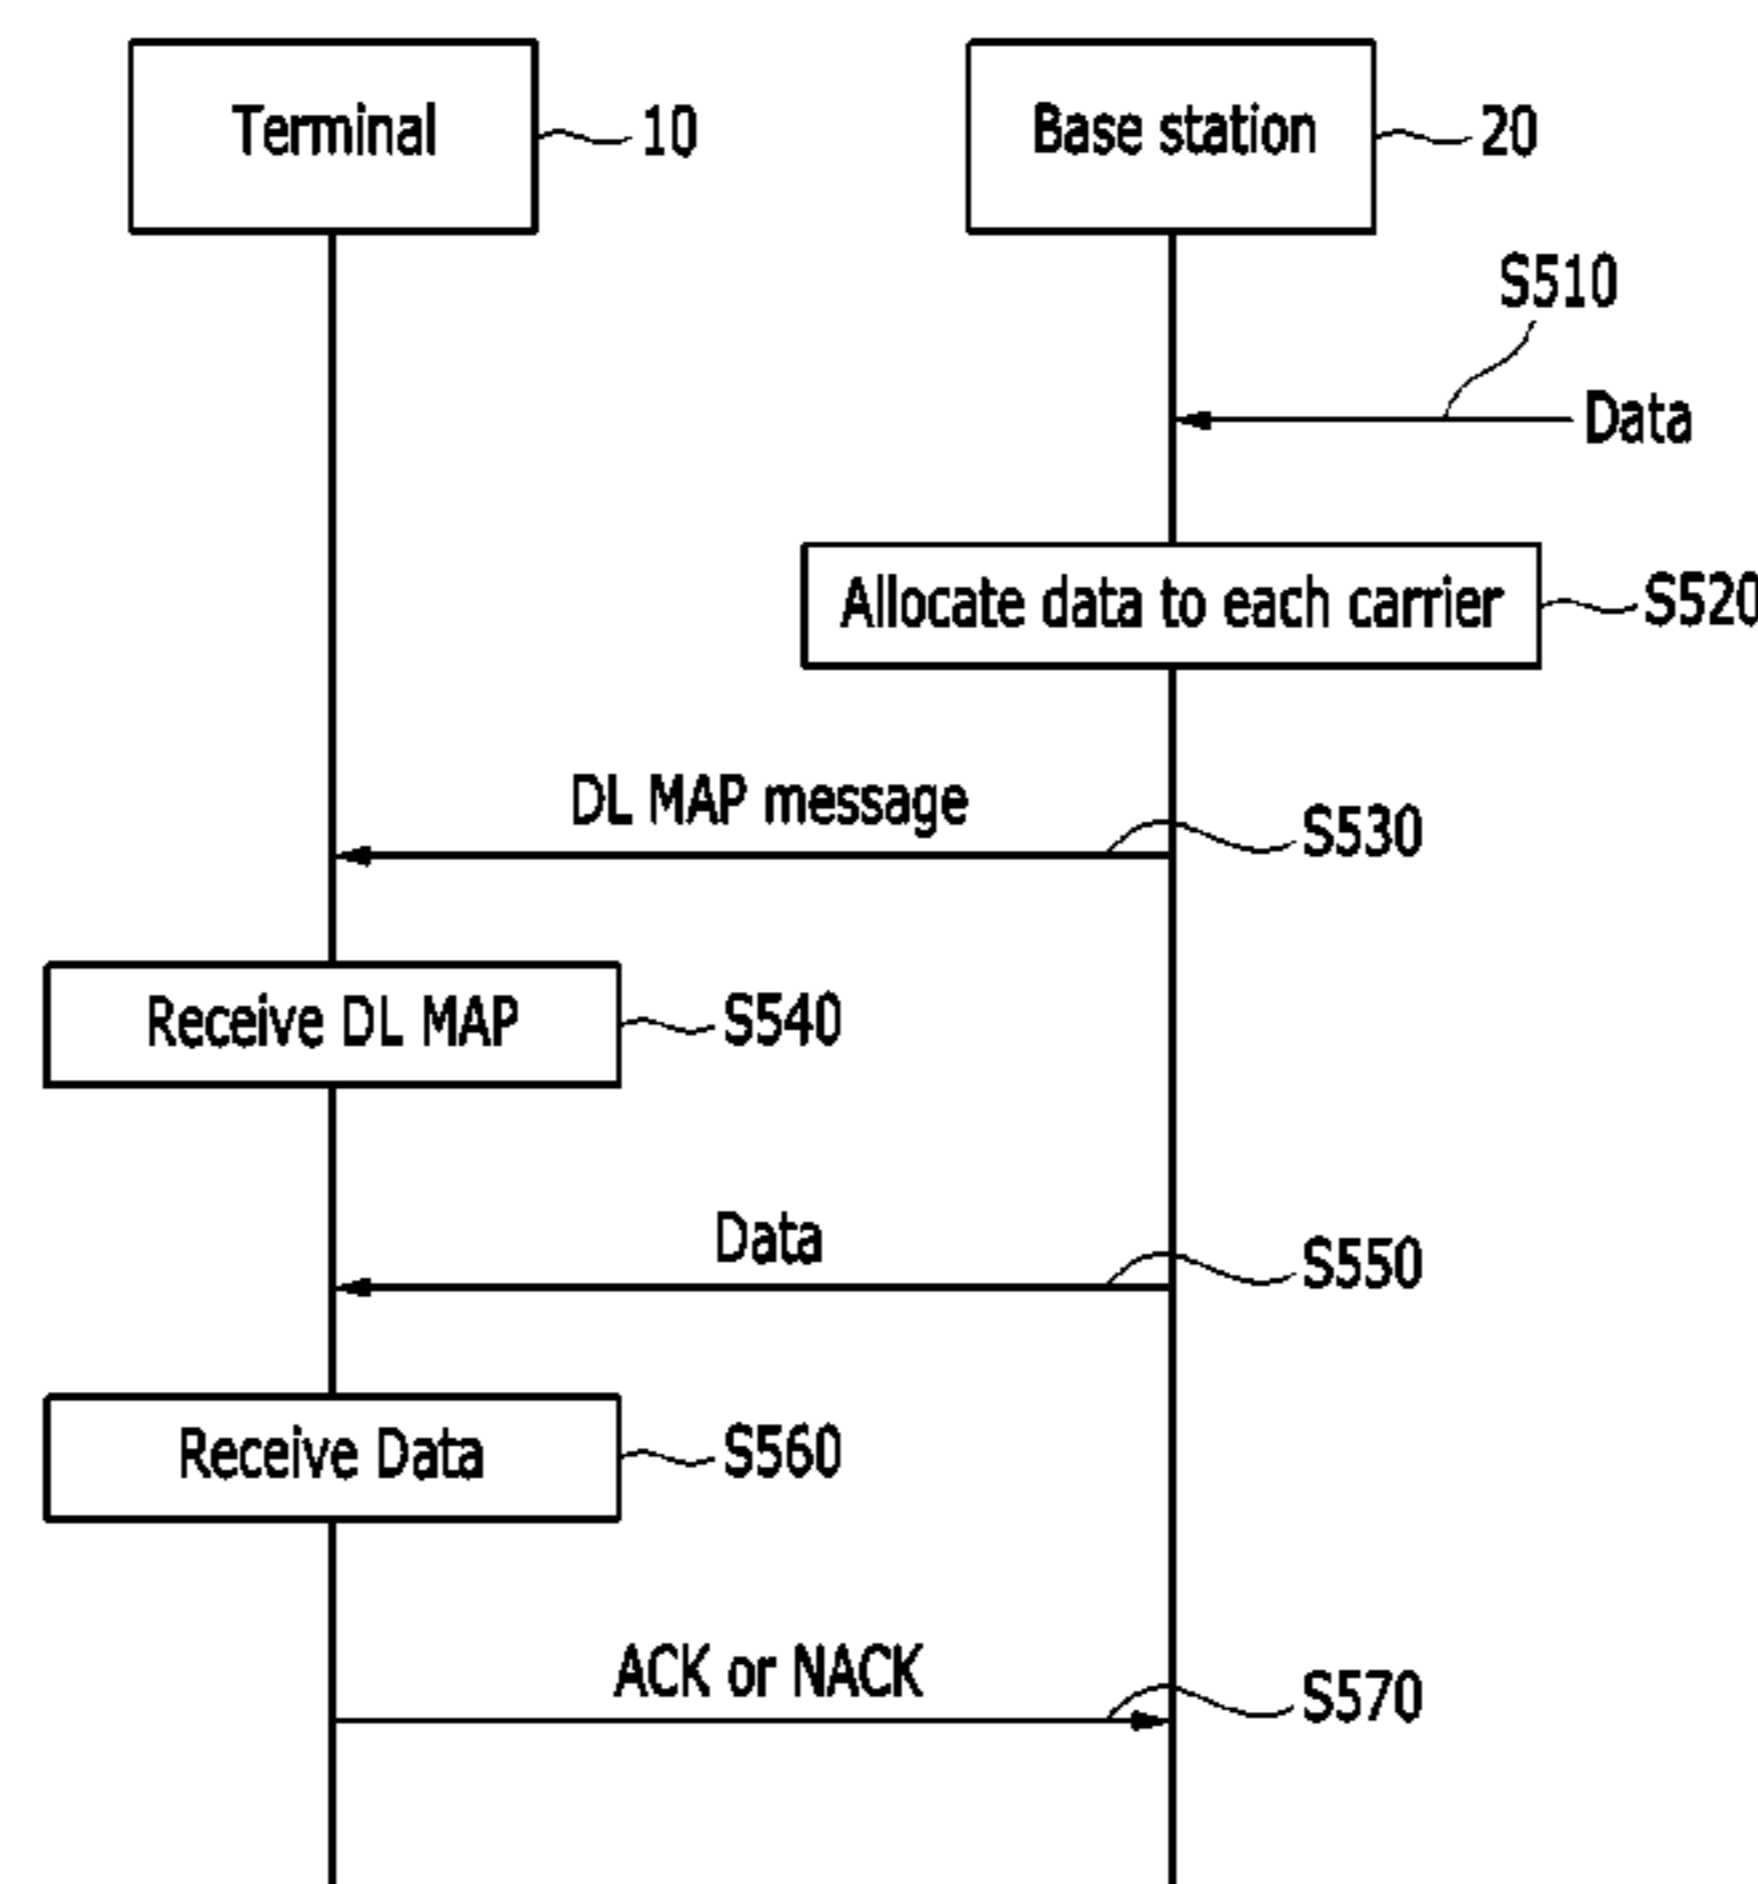 Terminal
10
Base station
20
S510
Data
Allocate data to each carrier
S520
DL MAP message
S530
Receive DL MAP
S540
Data
S550
Receive Data
S560
ACK or NACK
S570